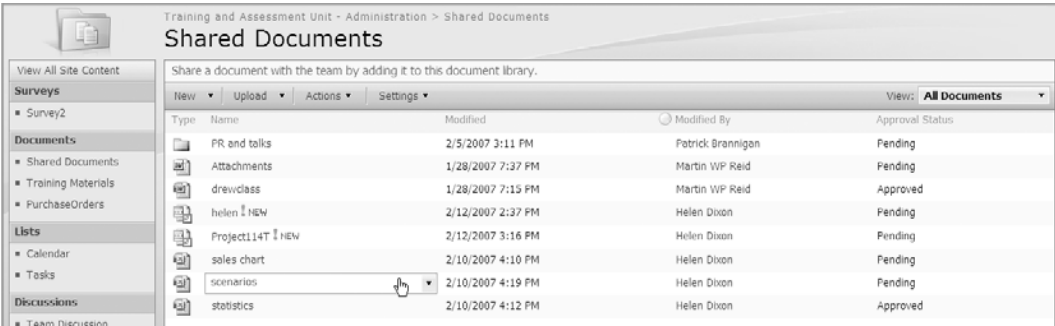 Training and Assessment Unit - Administration > Shared Documents
Shared Documents
View All Site Content
Surveys
Survey2
Documents
Shared Documents
Training Materials
PurchaseOrders
Lists
Calendar
Tasks
Discussions
Team Discussion
Share a document with the team by adding it to this document library.
New Upload Actions Settings View: All Documents
Type Name Modified Modified By Approval Status
PR and talks 2/5/2007 3:11 PM Patrick Brannigan Pending
Attachments 1/28/2007 7:37 PM Martin WP Reid Pending
drewclass 1/28/2007 7:15 PM Martin WP Reid Approved
helen ! NEW 2/12/2007 2:37 PM Helen Dixon Pending
Project114T ! NEW 2/12/2007 3:16 PM Helen Dixon Pending
sales chart 2/10/2007 4:10 PM Helen Dixon Pending
scenarios 2/10/2007 4:19 PM Helen Dixon Pending
statistics 2/10/2007 4:12 PM Helen Dixon Approved